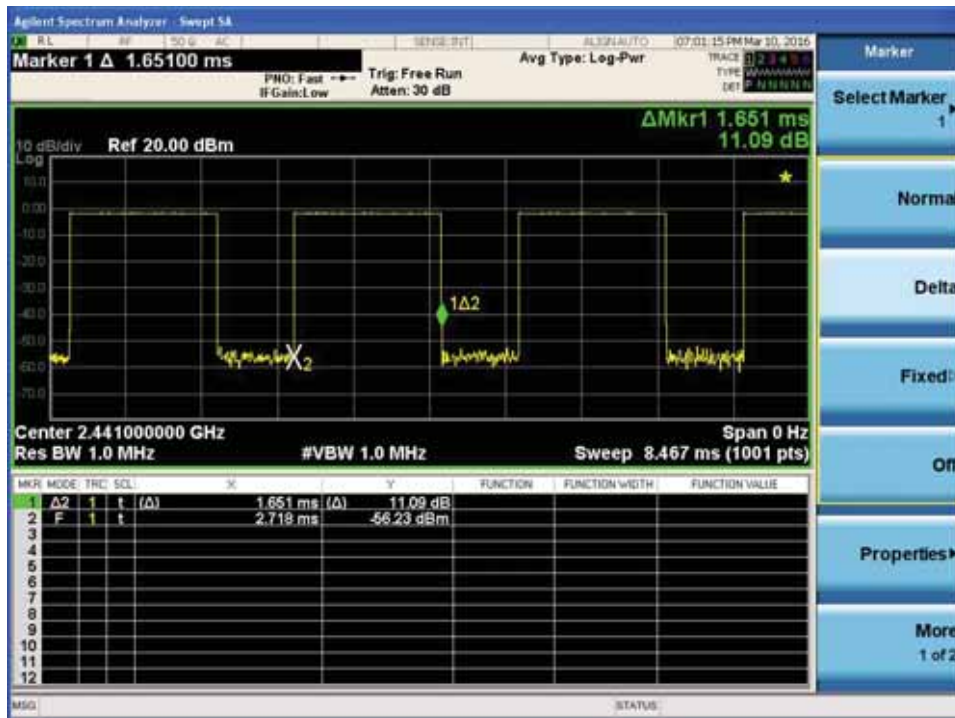 Agilent Spectrum Analyzer - Swept SA
RL RF 50 Ω AC SENSE:INT ALIGN AUTO 07:01:15 PM Mar 10, 2016
Marker 1 Δ 1.65100 ms
PNO: Fast
IFGain:Low
Trig: Free Run
Atten: 30 dB
Avg Type: Log-Pwr
TRACE 1 2 3 4 5 6
TYPE
DET P N N N N N
ΔMkr1 1.651 ms
11.09 dB
10 dB/div Ref 20.00 dBm
Log
10.0
0.00
-10.0
-20.0
-30.0
-40.0
-50.0
-60.0
-70.0
1Δ2
2
Center 2.441000000 GHz Span 0 Hz
Res BW 1.0 MHz #VBW 1.0 MHz Sweep 8.467 ms (1001 pts)
MKR MODE TRC SCL X Y FUNCTION FUNCTION WIDTH FUNCTION VALUE
1 Δ2 1 t (Δ) 1.651 ms (Δ) 11.09 dB
2 F 1 t 2.718 ms -56.23 dBm
3
4
5
6
7
8
9
10
11
12
MSG STATUS
Marker
Select Marker
1
Norma
Delta
Fixed
Off
Properties
More
1 of 2